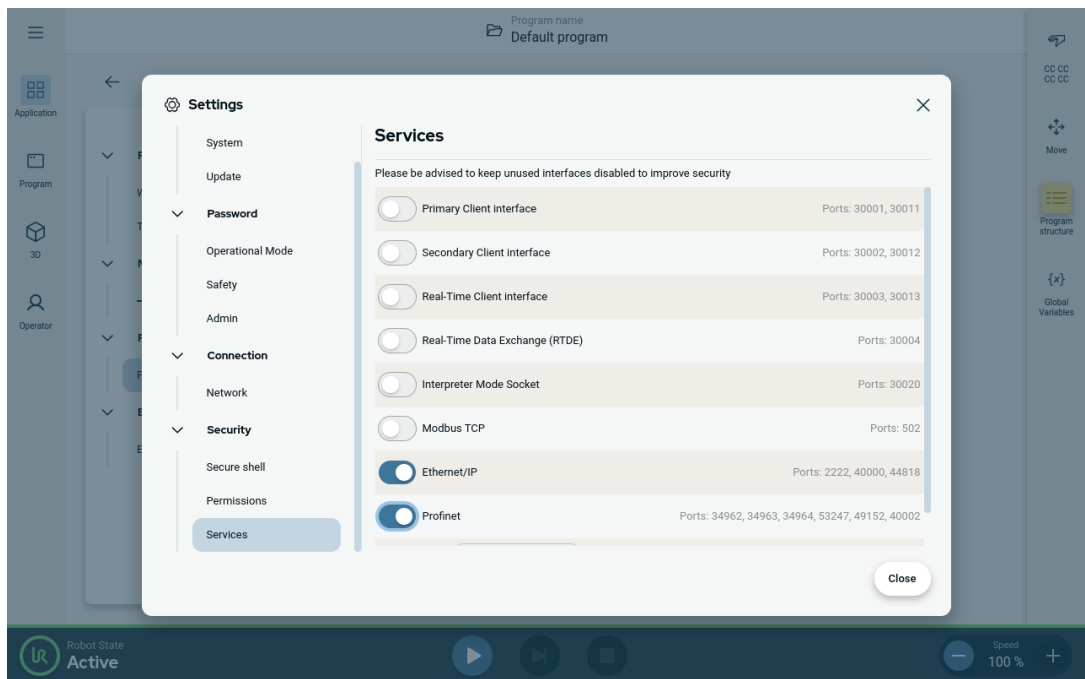 Program name
Default program
Application
Program
3D
Operator
Settings
System
Update
Password
Operational Mode
Safety
Admin
Connection
Network
Security
Secure shell
Permissions
Services
Services
Please be advised to keep unused interfaces disabled to improve security
Primary Client interface Ports: 30001, 30011
Secondary Client interface Ports: 30002, 30012
Real-Time Client interface Ports: 30003, 30013
Real-Time Data Exchange (RTDE) Ports: 30004
Interpreter Mode Socket Ports: 30020
Modbus TCP Ports: 502
Ethernet/IP Ports: 2222, 40000, 44818
Profinet Ports: 34962, 34963, 34964, 53247, 49152, 40002
Close
CC CC
CC CC
Move
Program
structure
{x}
Global
Variables
UR
Robot State
Active
Speed
100 %